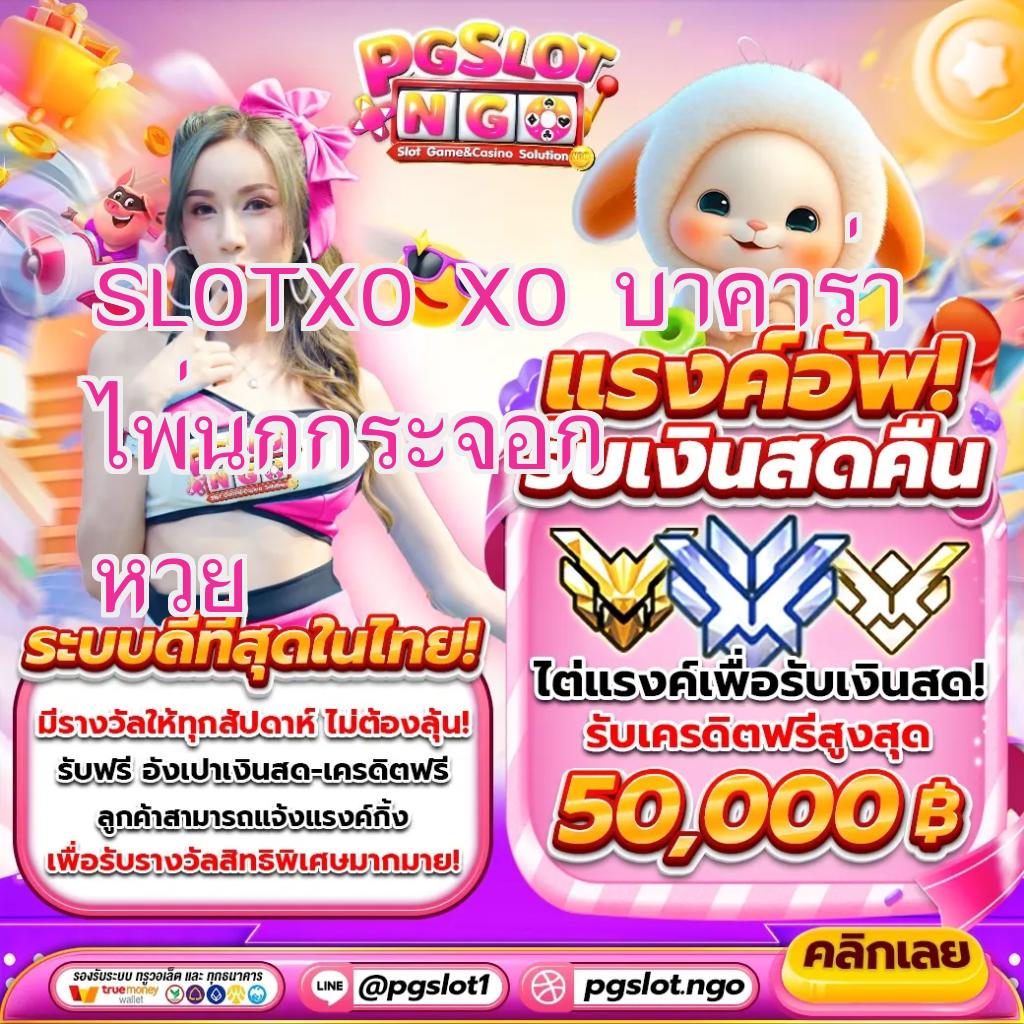 PGSLOT
NGO
Slot Game&Casino Solution
SLOTXO XO บาคาร่า
ไพ่นกกระจอก
หวย
แรงค์อัพ!
รับเงินสดคืน
ระบบดีที่สุดในไทย!
มีรางวัลให้ทุกสัปดาห์ ไม่ต้องลุ้น!
รับฟรี อังเปาเงินสด-เครดิตฟรี
ลูกค้าสามารถแจ้งแรงค์กิ้ง
เพื่อรับรางวัลสิทธิพิเศษมากมาย!
ไต่แรงค์เพื่อรับเงินสด!
รับเครดิตฟรีสูงสุด
50,000 ฿
คลิกเลย
รองรับระบบ ทรูวอเล็ต และ ทุกธนาคาร
truemoney
wallet
LINE @pgslot1
pgslot.ngo